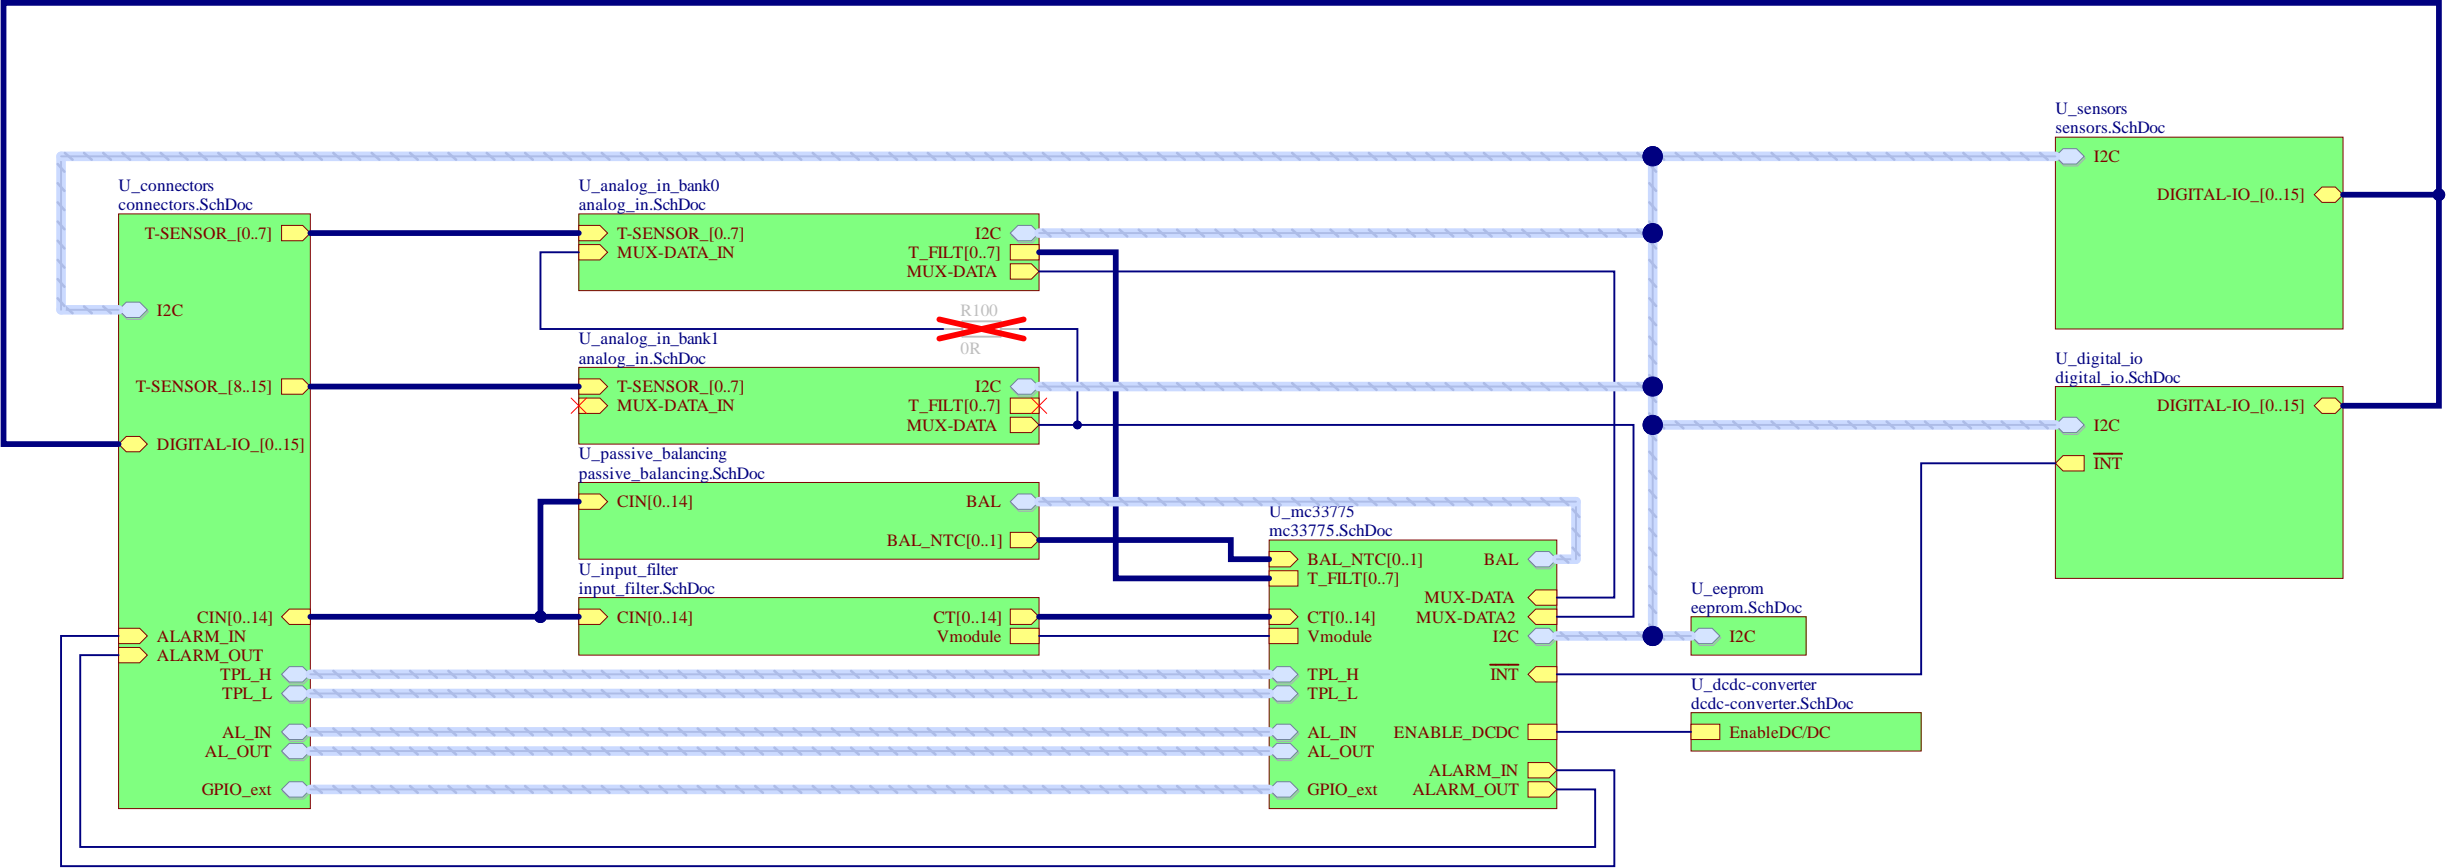 U_connectors
connectors.SchDoc
T-SENSOR_[0..7]
I2C
T-SENSOR_[8..15]
DIGITAL-IO_[0..15]
CIN[0..14]
ALARM_IN
ALARM_OUT
TPL_H
TPL_L
AL_IN
AL_OUT
GPIO_ext
U_analog_in_bank0
analog_in.SchDoc
T-SENSOR_[0..7]
I2C
MUX-DATA_IN
T_FILT[0..7]
MUX-DATA
R100
0R
U_analog_in_bank1
analog_in.SchDoc
T-SENSOR_[0..7]
I2C
MUX-DATA_IN
T_FILT[0..7]
MUX-DATA
U_passive_balancing
passive_balancing.SchDoc
CIN[0..14]
BAL
BAL_NTC[0..1]
U_input_filter
input_filter.SchDoc
CIN[0..14]
CT[0..14]
Vmodule
U_mc33775
mc33775.SchDoc
BAL_NTC[0..1]
BAL
T_FILT[0..7]
MUX-DATA
CT[0..14]
MUX-DATA2
Vmodule
I2C
TPL_H
INT
TPL_L
AL_IN
ENABLE_DCDC
AL_OUT
ALARM_IN
GPIO_ext
ALARM_OUT
U_sensors
sensors.SchDoc
I2C
DIGITAL-IO_[0..15]
U_digital_io
digital_io.SchDoc
DIGITAL-IO_[0..15]
I2C
INT
U_eeprom
eeprom.SchDoc
I2C
U_dcdc-converter
dcdc-converter.SchDoc
EnableDC/DC